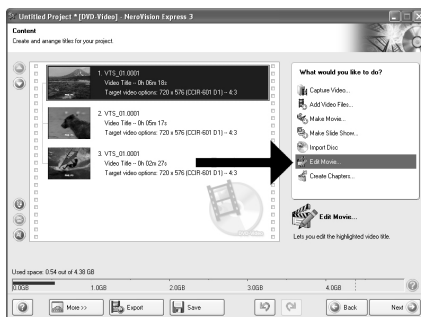 Untitled Project *[DVD-Video] - NeroVision Express 3
Content
Create and arrange titles for your project.
1. VTS_01.0001
Video Title -- 0h 06m 18s
Target video options: 720 x 576 (CCIR-601 D1) -- 4:3
2. VTS_01.0001
Video Title -- 0h 05m 17s
Target video options: 720 x 576 (CCIR-601 D1) -- 4:3
3. VTS_01.0001
Video Title -- 0h 02m 27s
Target video options: 720 x 576 (CCIR-601 D1) -- 4:3
What would you like to do?
Capture Video...
Add Video Files...
Make Movie...
Make Slide Show...
Import Disc
Edit Movie...
Create Chapters...
Edit Movie...
Lets you edit the highlighted video title.
Used space: 0.54 out of 4.38 GB
0.0GB 1.0GB 2.0GB 3.0GB 4.0GB
More >> Export Save Back Next